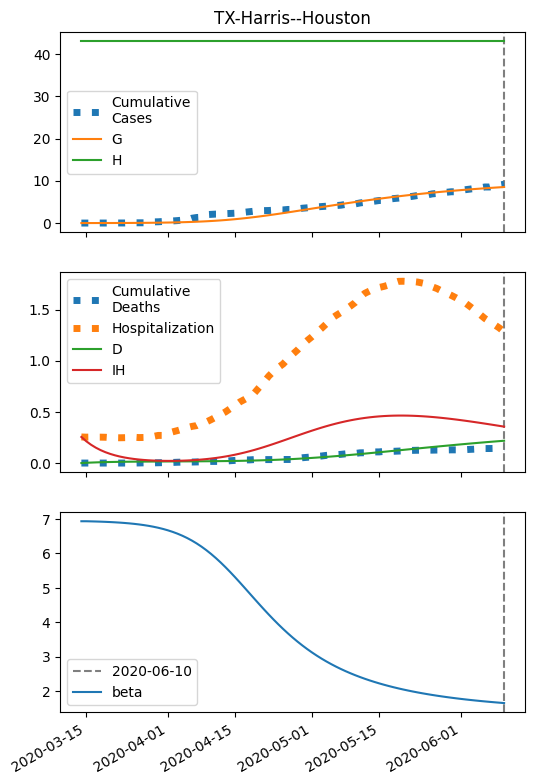 TX-Harris--Houston
40
30
20
10
0
Cumulative
Cases
G
H
1.5
1.0
0.5
0.0
Cumulative
Deaths
Hospitalization
D
IH
7
6
5
4
3
2
2020-06-10
beta
2020-03-15
2020-04-01
2020-04-15
2020-05-01
2020-05-15
2020-06-01